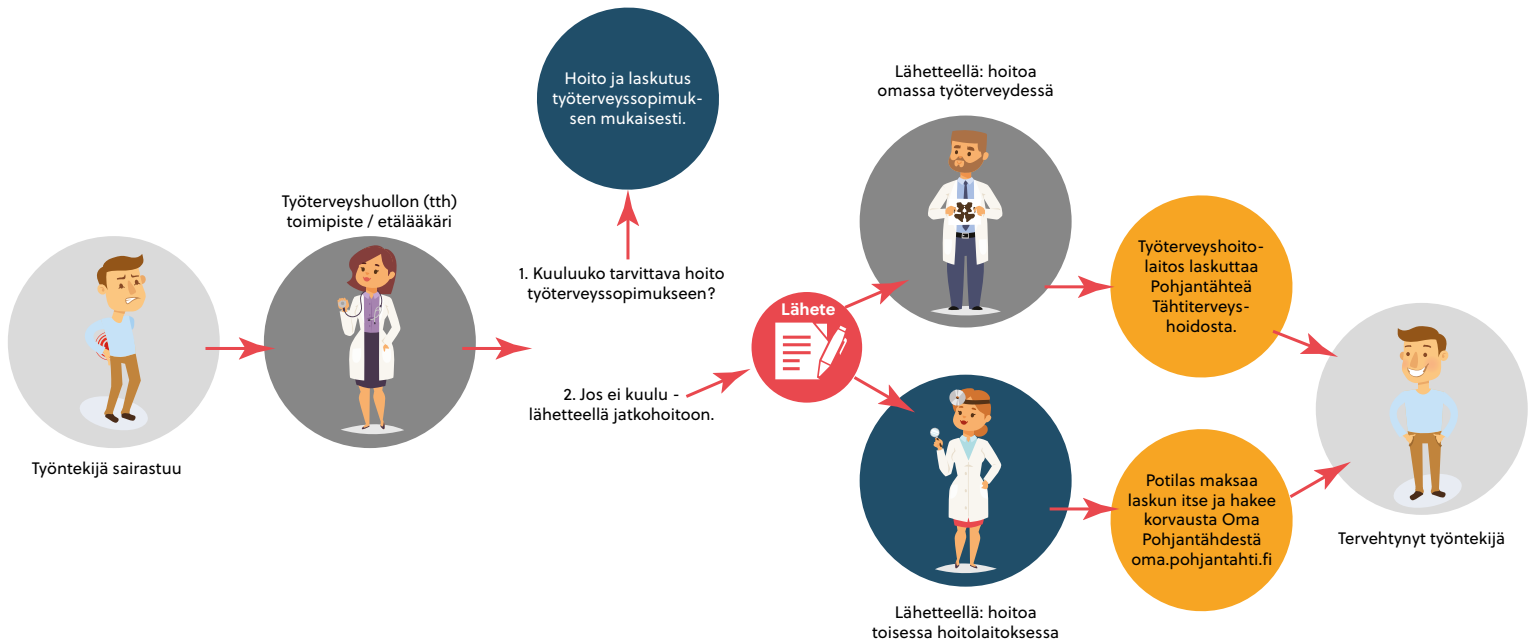 Työntekijä sairastuu
Työterveyshuollon (tth)
toimipiste / etälääkäri
Hoito ja laskutus
työterveyssopimuk-
sen mukaisesti.
1. Kuuluuko tarvittava hoito
työterveyssopimukseen?
2. Jos ei kuulu -
lähetteellä jatkohoitoon.
Lähete
Lähetteellä: hoitoa
omassa työterveydessä
Työterveyshoito-
laitos laskuttaa
Pohjantähteä
Tähtiterveys-
hoidosta.
Lähetteellä: hoitoa
toisessa hoitolaitoksessa
Potilas maksaa
laskun itse ja hakee
korvausta Oma
Pohjantähdestä
oma.pohjantahti.fi
Tervehtynyt työntekijä